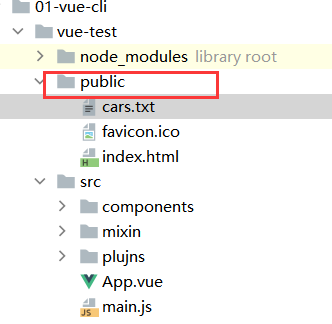 01-vue-cli
vue-test
node_modules library root
public
cars.txt
favicon.ico
index.html
src
components
mixin
plujns
App.vue
main.js